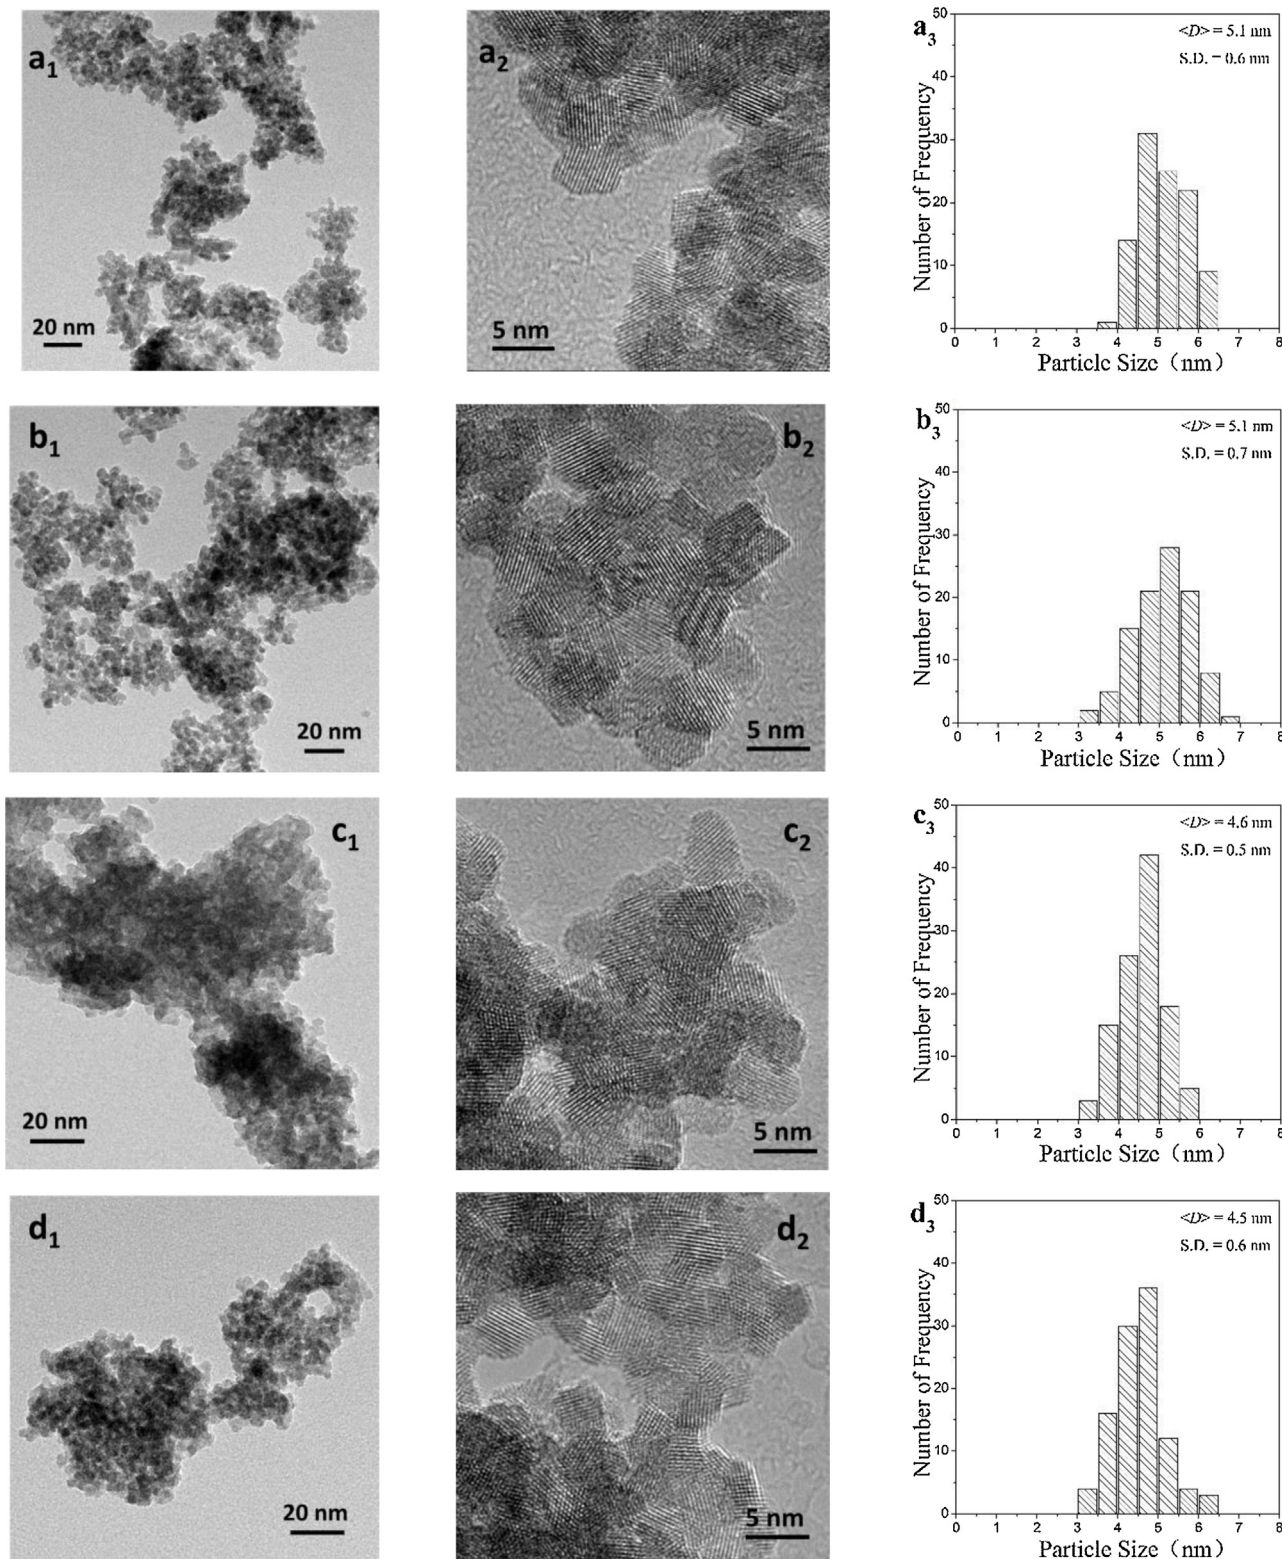 a1
20 nm
a2
5 nm
a3
<D> = 5.1 nm
S.D. = 0.6 nm
Number of Frequency
50
40
30
20
10
0
0 1 2 3 4 5 6 7 8
Particle Size（nm）
b1
20 nm
b2
5 nm
b3
<D> = 5.1 nm
S.D. = 0.7 nm
Number of Frequency
50
40
30
20
10
0
0 1 2 3 4 5 6 7 8
Particle Size（nm）
c1
20 nm
c2
5 nm
c3
<D> = 4.6 nm
S.D. = 0.5 nm
Number of Frequency
50
40
30
20
10
0
0 1 2 3 4 5 6 7 8
Particle Size（nm）
d1
20 nm
d2
5 nm
d3
<D> = 4.5 nm
S.D. = 0.6 nm
Number of Frequency
50
40
30
20
10
0
0 1 2 3 4 5 6 7 8
Particle Size（nm）